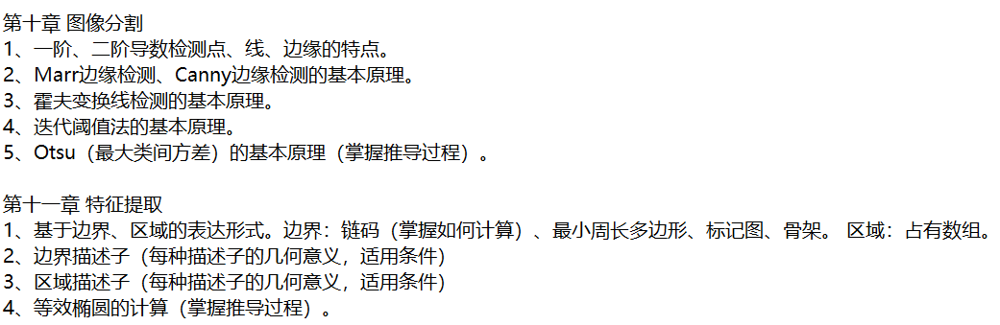 第十章 图像分割
1、一阶、二阶导数检测点、线、边缘的特点。
2、Marr边缘检测、Canny边缘检测的基本原理。
3、霍夫变换线检测的基本原理。
4、迭代阈值法的基本原理。
5、Otsu（最大类间方差）的基本原理（掌握推导过程）。
第十一章 特征提取
1、基于边界、区域的表达形式。边界：链码（掌握如何计算）、最小周长多边形、标记图、骨架。 区域：占有数组。
2、边界描述子（每种描述子的几何意义，适用条件）
3、区域描述子（每种描述子的几何意义，适用条件）
4、等效椭圆的计算（掌握推导过程）。